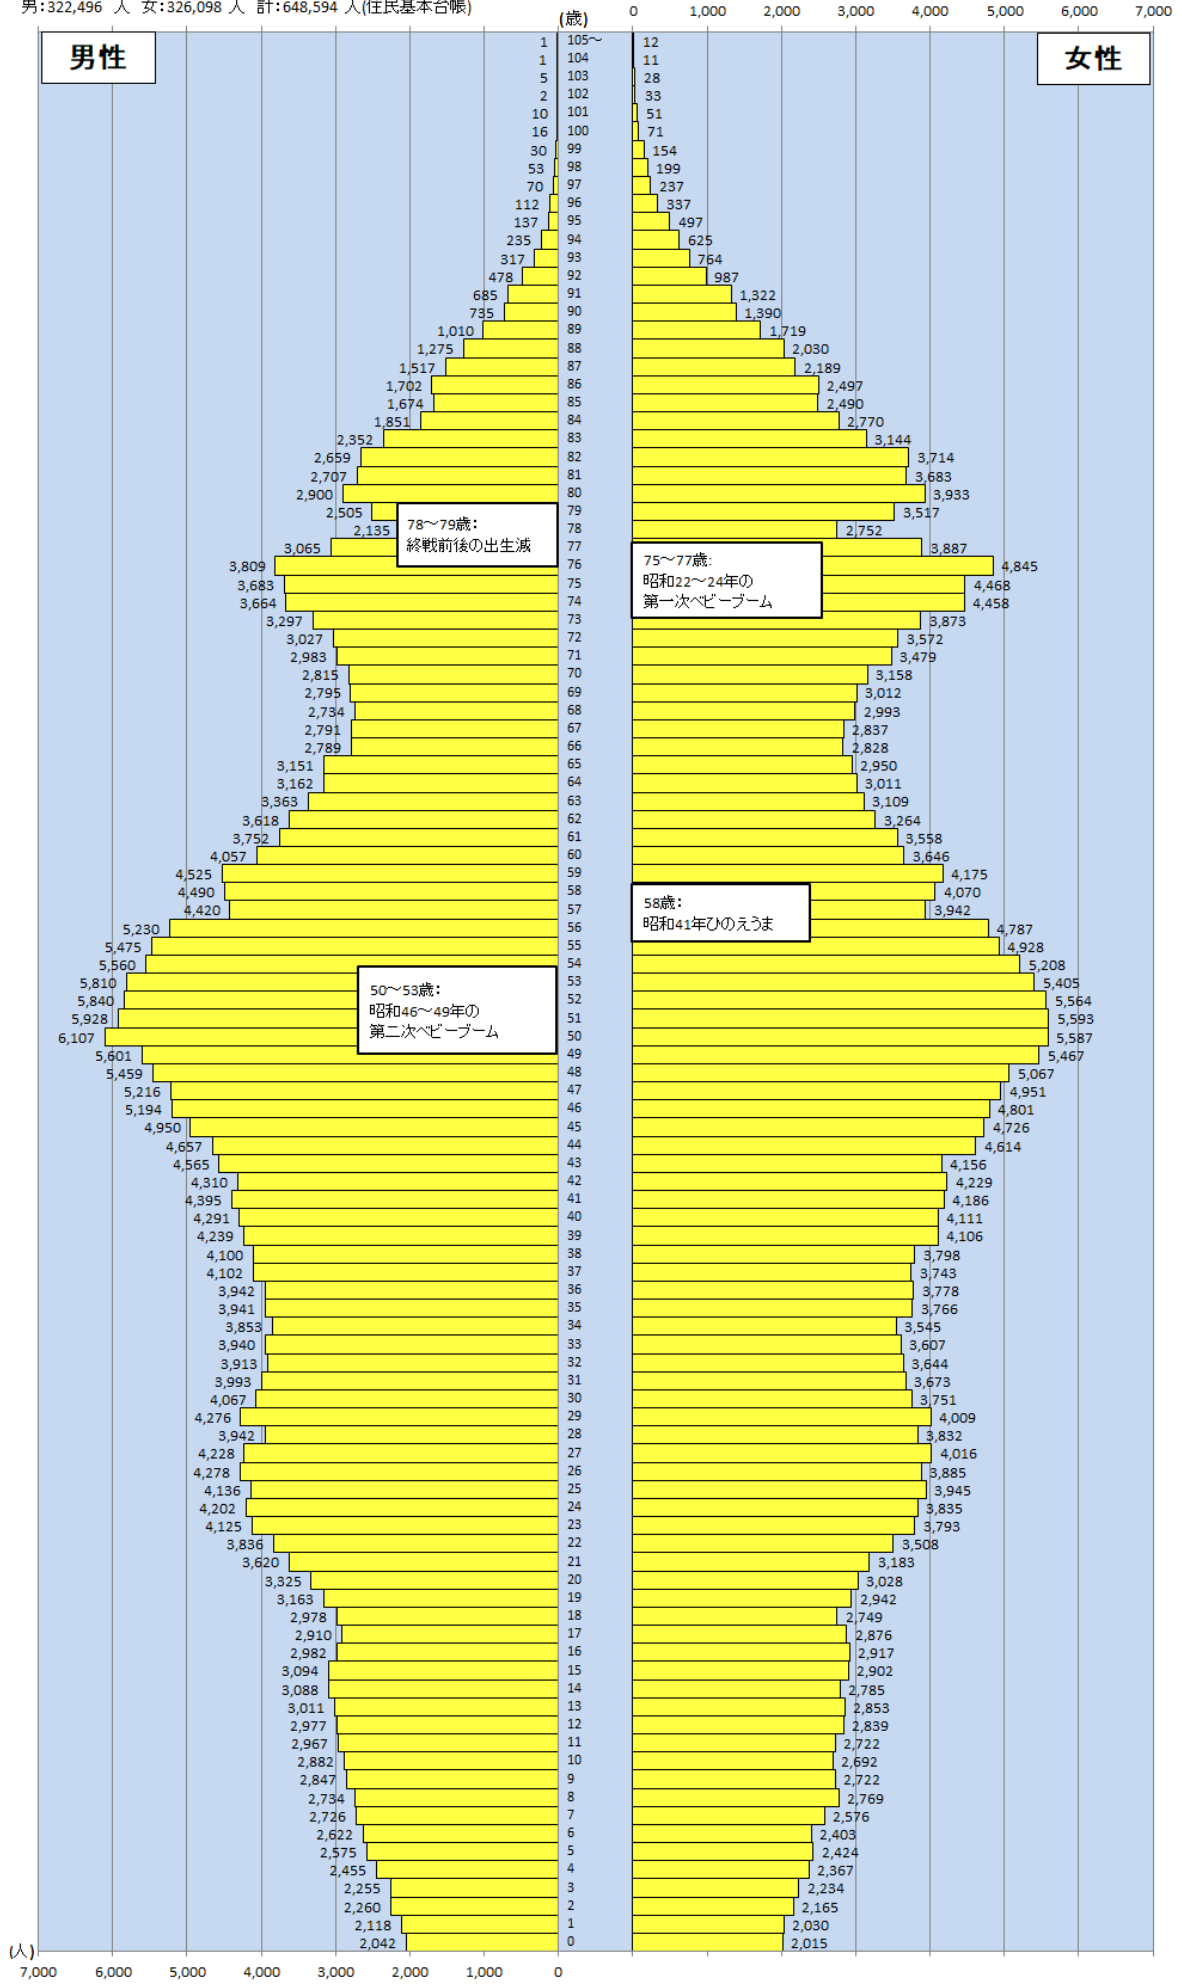 男:322,496 人 女:326,098 人 計:648,594 人(住民基本台帳)
(歳) 0 1,000 2,000 3,000 4,000 5,000 6,000 7,000
男性 女性
1 105～ 12
1 104 11
5 103 28
2 102 33
10 101 51
16 100 71
30 99 154
53 98 199
70 97 237
112 96 337
137 95 497
235 94 625
317 93 764
478 92 987
685 91 1,322
735 90 1,390
1,010 89 1,719
1,275 88 2,030
1,517 87 2,189
1,702 86 2,497
1,674 85 2,490
1,851 84 2,770
2,352 83 3,144
2,659 82 3,714
2,707 81 3,683
2,900 80 3,933
2,505 79 3,517
2,135 78 2,752
78～79歳:
終戦前後の出生減
3,065 77 3,887
3,809 76 4,845
3,683 75 4,468
3,664 74 4,458
75～77歳:
昭和22～24年の
第一次ベビーブーム
3,297 73 3,873
3,027 72 3,572
2,983 71 3,479
2,815 70 3,158
2,795 69 3,012
2,734 68 2,993
2,791 67 2,837
2,789 66 2,828
3,151 65 2,950
3,162 64 3,011
3,363 63 3,109
3,618 62 3,264
3,752 61 3,558
4,057 60 3,646
4,525 59 4,175
4,490 58 4,070
4,420 57 3,942
58歳:
昭和41年ひのえうま
5,230 56 4,787
5,475 55 4,928
5,560 54 5,208
5,810 53 5,405
5,840 52 5,564
5,928 51 5,593
6,107 50 5,587
50～53歳:
昭和46～49年の
第二次ベビーブーム
5,601 49 5,467
5,459 48 5,067
5,216 47 4,951
5,194 46 4,801
4,950 45 4,726
4,657 44 4,614
4,565 43 4,156
4,310 42 4,229
4,395 41 4,186
4,291 40 4,111
4,239 39 4,106
4,100 38 3,798
4,102 37 3,743
3,942 36 3,778
3,941 35 3,766
3,853 34 3,545
3,940 33 3,607
3,913 32 3,644
3,993 31 3,673
4,067 30 3,751
4,276 29 4,009
3,942 28 3,832
4,228 27 4,016
4,278 26 3,885
4,136 25 3,945
4,202 24 3,835
4,125 23 3,793
3,836 22 3,508
3,620 21 3,183
3,325 20 3,028
3,163 19 2,942
2,978 18 2,749
2,910 17 2,876
2,982 16 2,917
3,094 15 2,902
3,088 14 2,785
3,011 13 2,853
2,977 12 2,839
2,967 11 2,722
2,882 10 2,692
2,847 9 2,722
2,734 8 2,769
2,726 7 2,576
2,622 6 2,403
2,575 5 2,424
2,455 4 2,367
2,255 3 2,234
2,260 2 2,165
2,118 1 2,030
2,042 0 2,015
(人)
7,000 6,000 5,000 4,000 3,000 2,000 1,000 0